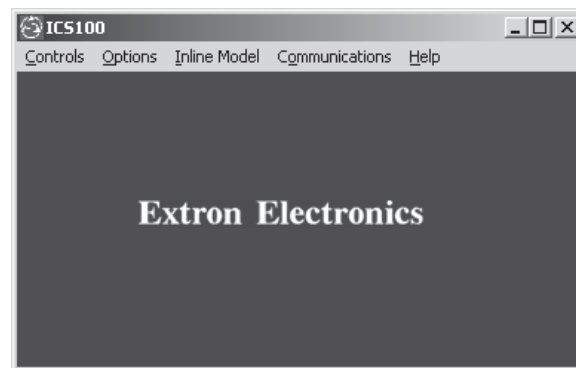 ICS100
Controls Options Inline Model Communications Help
Extron Electronics